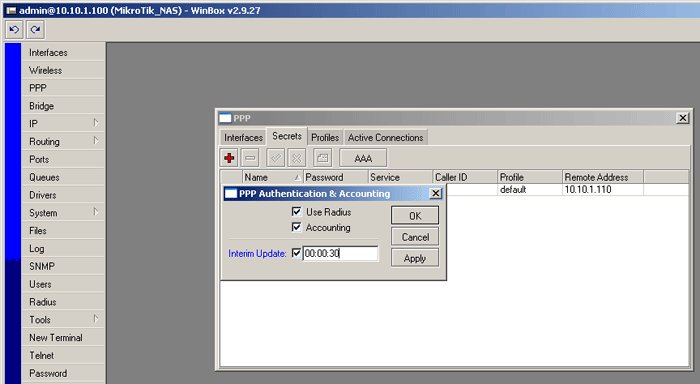 admin@10.10.1.100 (MikroTik_NAS) - WinBox v2.9.27
Interfaces
Wireless
PPP
Bridge
IP
Routing
Ports
Queues
Drivers
System
Files
Log
SNMP
Users
Radius
Tools
New Terminal
Telnet
Password
PPP
Interfaces Secrets Profiles Active Connections
AAA
Name Password Service Caller ID Profile Remote Address
default 10.10.1.110
PPP Authentication & Accounting
Use Radius
Accounting
Interim Update: 00:00:30
OK
Cancel
Apply